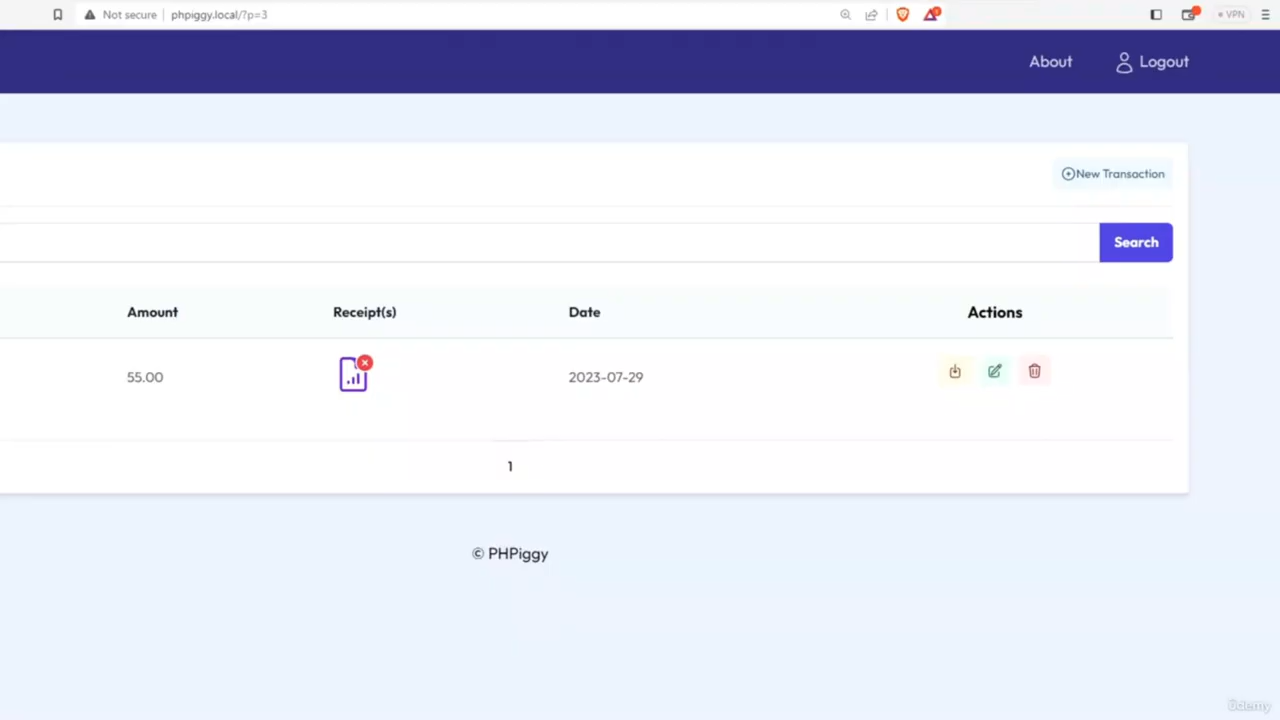 Not secure phpiggy.local/?p=3 VPN
About Logout
New Transaction
Search
Amount Receipt(s) Date Actions
55.00 2023-07-29
1
© PHPiggy
ûdemy